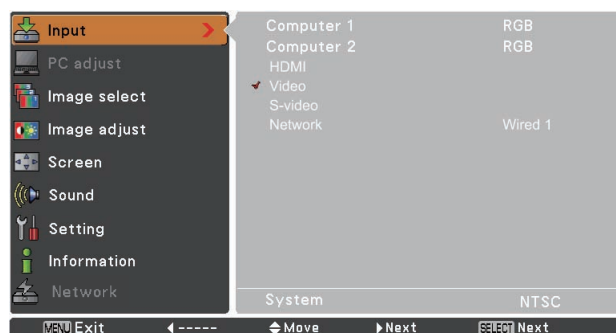 Input
PC adjust
Image select
Image adjust
Screen
Sound
Setting
Information
Network
Computer 1 RGB
Computer 2 RGB
HDMI
Video
S-video
Network Wired 1
System NTSC
MENU Exit ----- Move Next SELECT Next